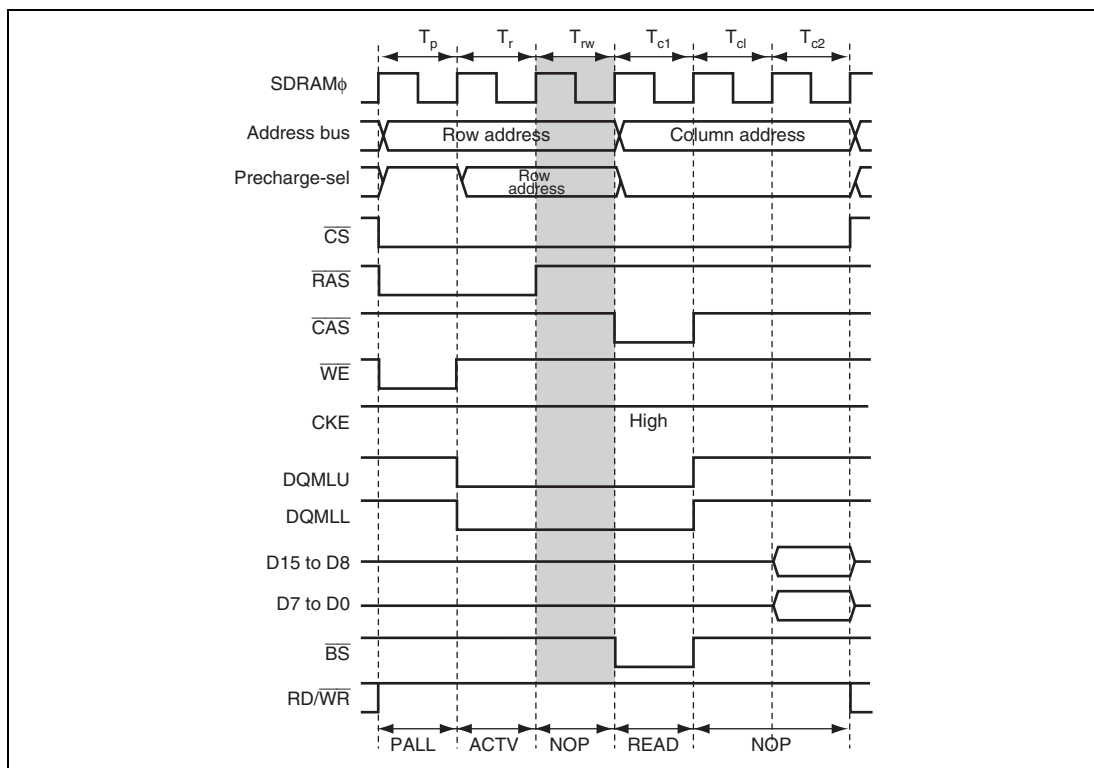 Tp Tr Trw Tc1 Tcl Tc2
SDRAMϕ
Address bus Row address Column address
Precharge-sel Row address
CS
RAS
CAS
WE
CKE High
DQMLU
DQMLL
D15 to D8
D7 to D0
BS
RD/WR
PALL ACTV NOP READ NOP